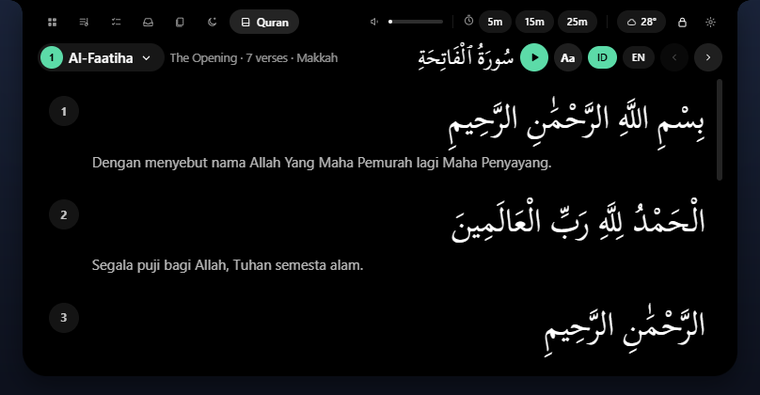 Quran 5m 15m 25m 28°
1 Al-Faatiha The Opening · 7 verses · Makkah سُورَةُ ٱلْفَاتِحَةِ Aa ID EN
1
بِسْمِ اللَّهِ الرَّحْمَٰنِ الرَّحِيمِ
Dengan menyebut nama Allah Yang Maha Pemurah lagi Maha Penyayang.
2
الْحَمْدُ لِلَّهِ رَبِّ الْعَالَمِينَ
Segala puji bagi Allah, Tuhan semesta alam.
3
الرَّحْمَٰنِ الرَّحِيمِ